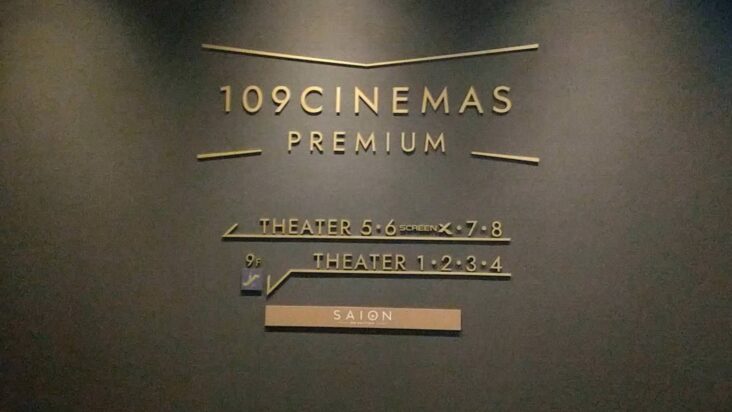 109CINEMAS
PREMIUM
THEATER 5・6 SCREENX・7・8
9F
THEATER 1・2・3・4
SAION